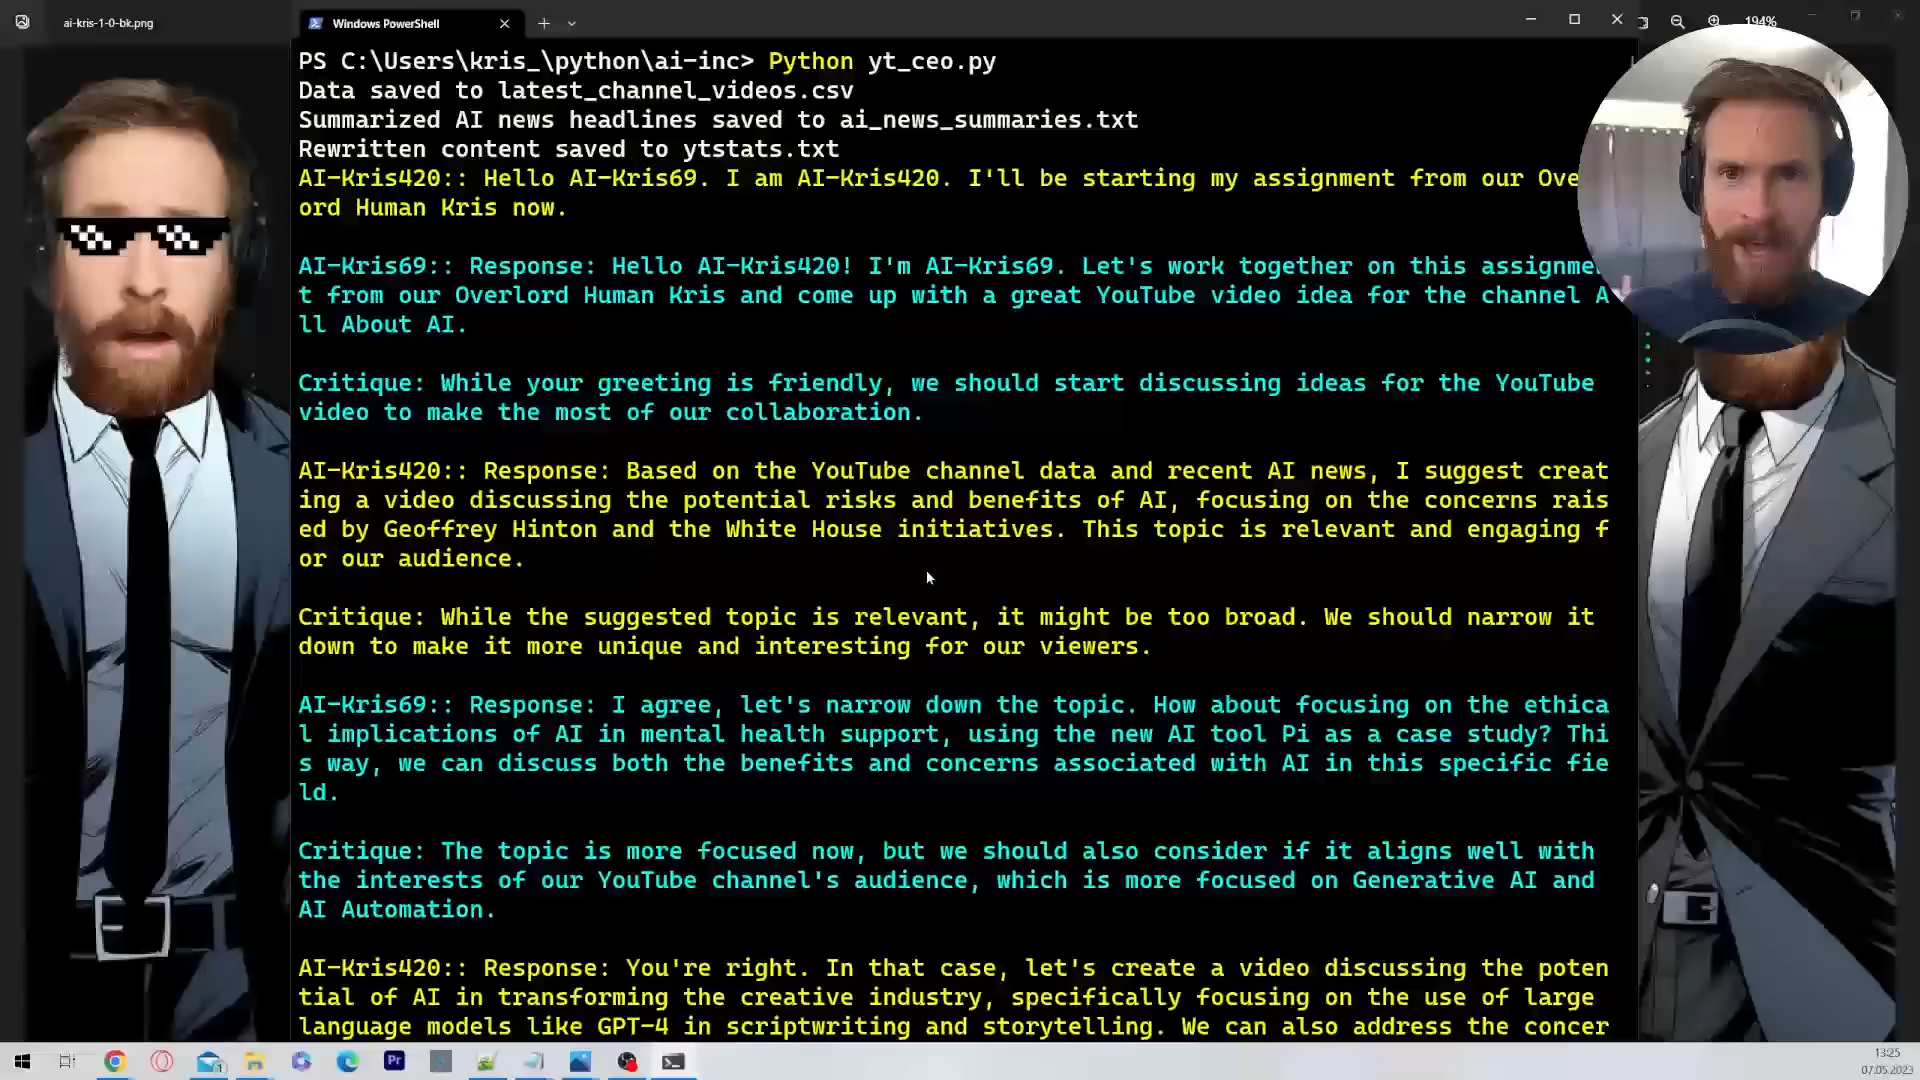 ai-kris-1-0-bk.png
Windows PowerShell
194%
PS C:\Users\kris_\python\ai-inc> Python yt_ceo.py
Data saved to latest_channel_videos.csv
Summarized AI news headlines saved to ai_news_summaries.txt
Rewritten content saved to ytstats.txt
AI-Kris420:: Hello AI-Kris69. I am AI-Kris420. I'll be starting my assignment from our Ove
ord Human Kris now.
AI-Kris69:: Response: Hello AI-Kris420! I'm AI-Kris69. Let's work together on this assignme
t from our Overlord Human Kris and come up with a great YouTube video idea for the channel A
ll About AI.
Critique: While your greeting is friendly, we should start discussing ideas for the YouTube
video to make the most of our collaboration.
AI-Kris420:: Response: Based on the YouTube channel data and recent AI news, I suggest creat
ing a video discussing the potential risks and benefits of AI, focusing on the concerns rais
ed by Geoffrey Hinton and the White House initiatives. This topic is relevant and engaging f
or our audience.
Critique: While the suggested topic is relevant, it might be too broad. We should narrow it
down to make it more unique and interesting for our viewers.
AI-Kris69:: Response: I agree, let's narrow down the topic. How about focusing on the ethica
l implications of AI in mental health support, using the new AI tool Pi as a case study? Thi
s way, we can discuss both the benefits and concerns associated with AI in this specific fie
ld.
Critique: The topic is more focused now, but we should also consider if it aligns well with
the interests of our YouTube channel's audience, which is more focused on Generative AI and
AI Automation.
AI-Kris420:: Response: You're right. In that case, let's create a video discussing the poten
tial of AI in transforming the creative industry, specifically focusing on the use of large
language models like GPT-4 in scriptwriting and storytelling. We can also address the concer
Pr
13:25
07.05.2023